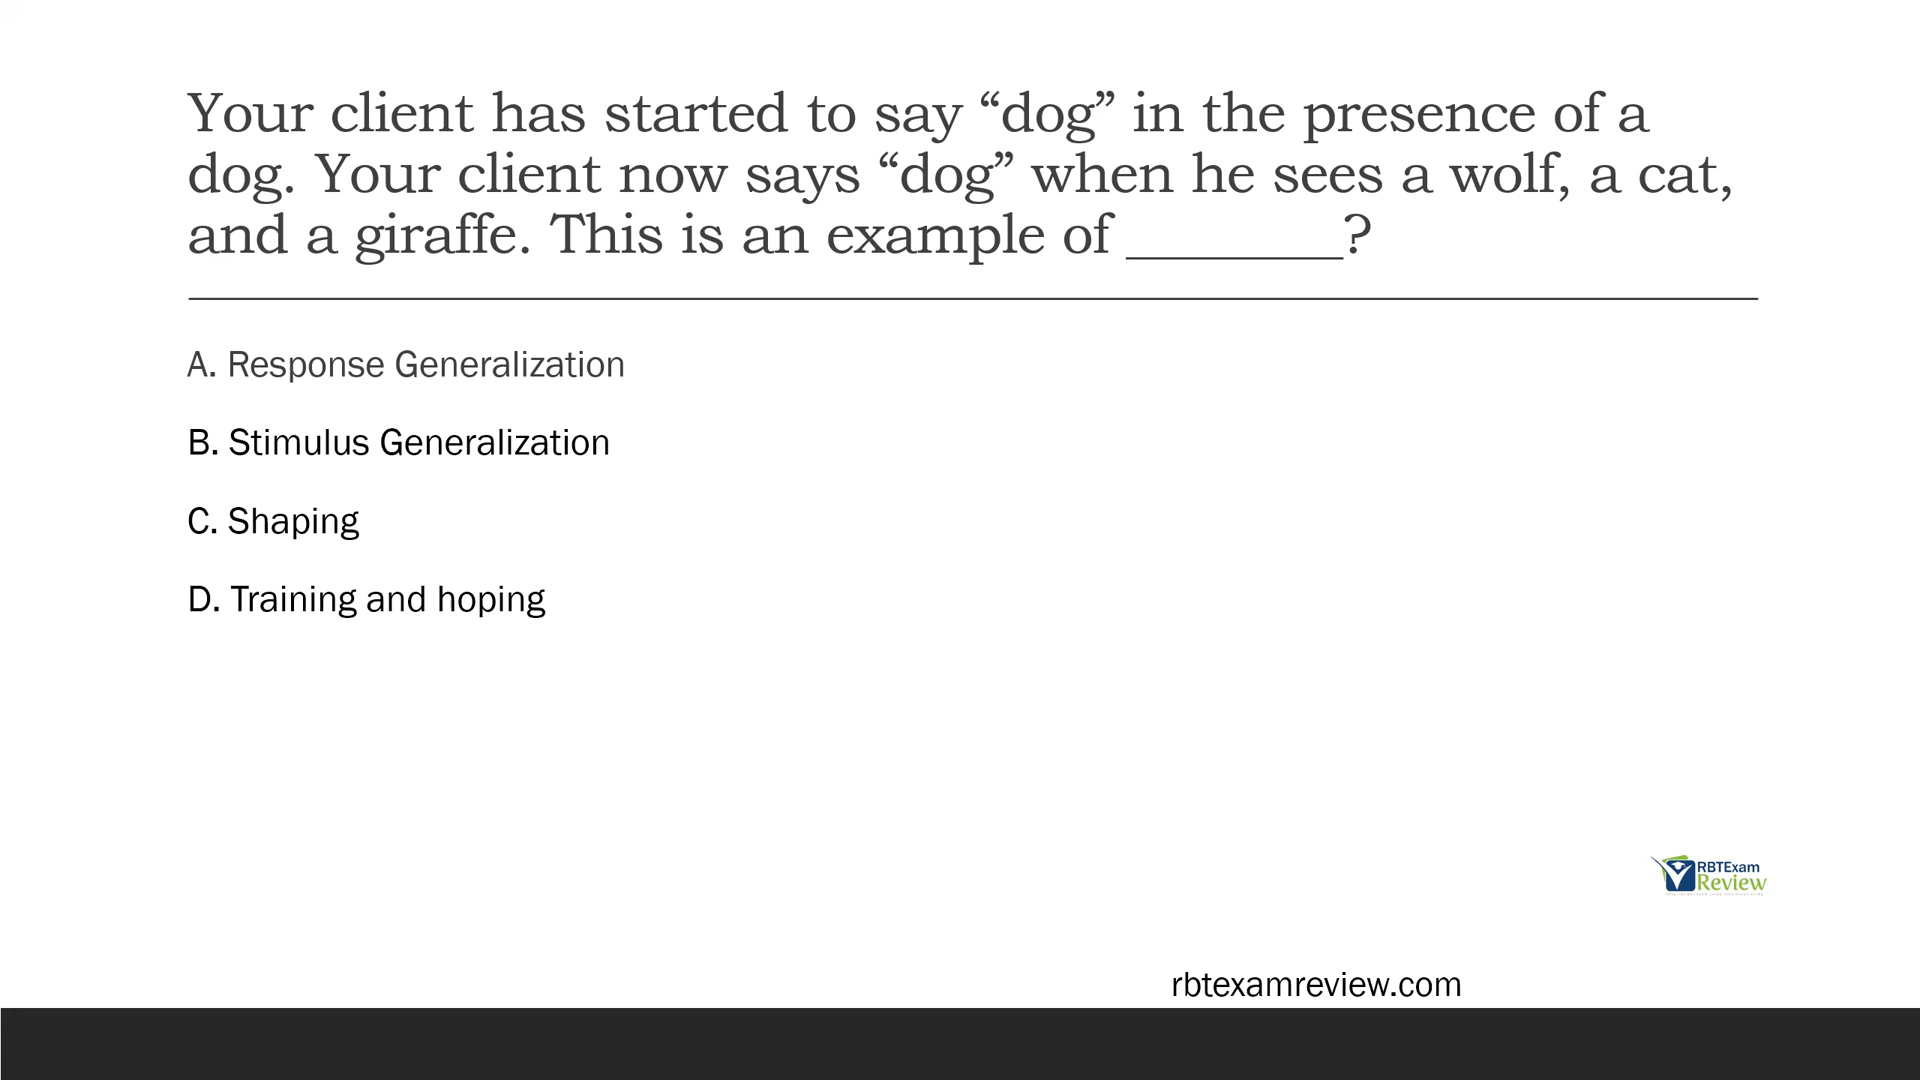 Your client has started to say “dog” in the presence of a
dog. Your client now says “dog” when he sees a wolf, a cat,
and a giraffe. This is an example of ________?
A. Response Generalization
B. Stimulus Generalization
C. Shaping
D. Training and hoping
RBTExam
Review
rbtexamreview.com